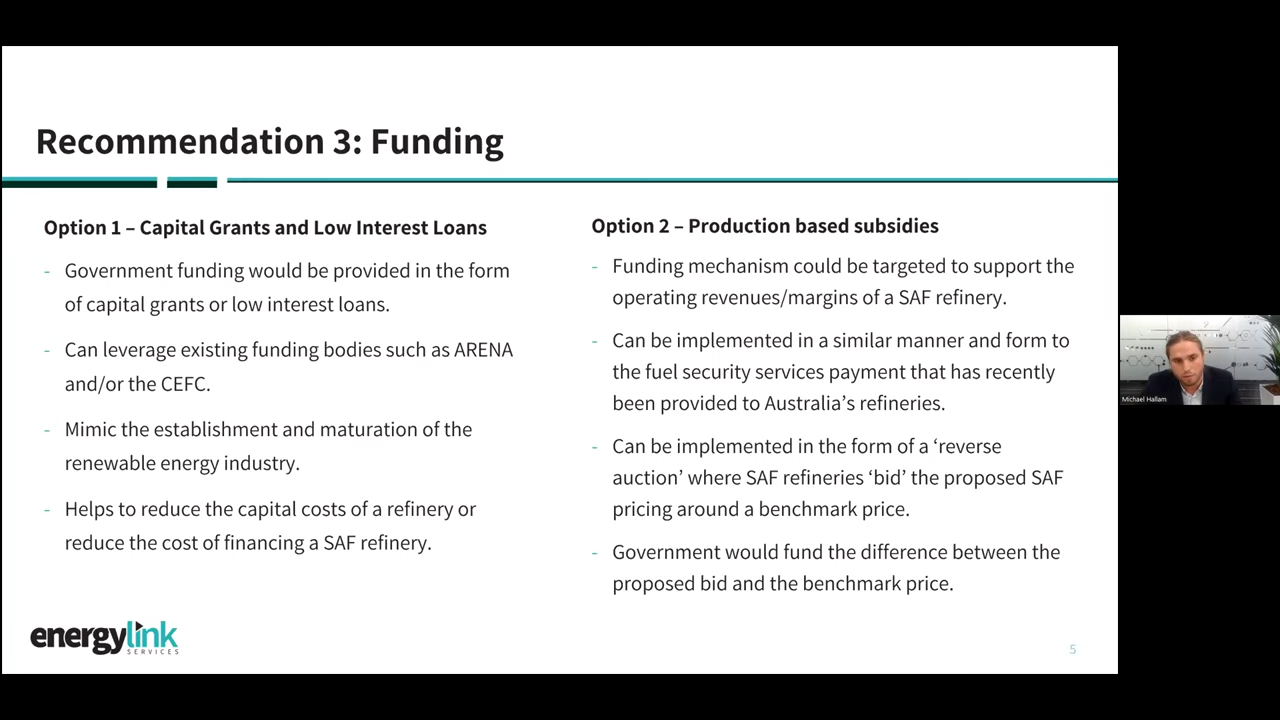 Recommendation 3: Funding
Option 1 – Capital Grants and Low Interest Loans
- Government funding would be provided in the form
of capital grants or low interest loans.
- Can leverage existing funding bodies such as ARENA
and/or the CEFC.
- Mimic the establishment and maturation of the
renewable energy industry.
- Helps to reduce the capital costs of a refinery or
reduce the cost of financing a SAF refinery.
Option 2 – Production based subsidies
- Funding mechanism could be targeted to support the
operating revenues/margins of a SAF refinery.
- Can be implemented in a similar manner and form to
the fuel security services payment that has recently
been provided to Australia’s refineries.
- Can be implemented in the form of a ‘reverse
auction’ where SAF refineries ‘bid’ the proposed SAF
pricing around a benchmark price.
- Government would fund the difference between the
proposed bid and the benchmark price.
energylink
SERVICES
5
Michael Hallam